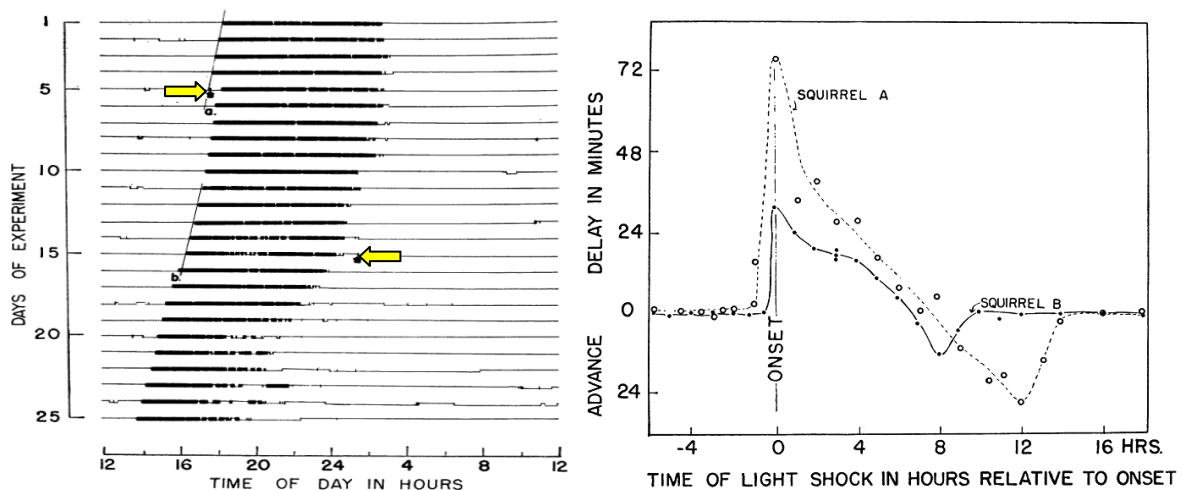 DAYS OF EXPERIMENT
1
5
10
15
20
25
a.
b.
12 16 20 24 4 8 12
TIME OF DAY IN HOURS
DELAY IN MINUTES
ADVANCE
72
48
24
0
24
SQUIRREL A
SQUIRREL B
ONSET
-4 0 4 8 12 16 HRS.
TIME OF LIGHT SHOCK IN HOURS RELATIVE TO ONSET